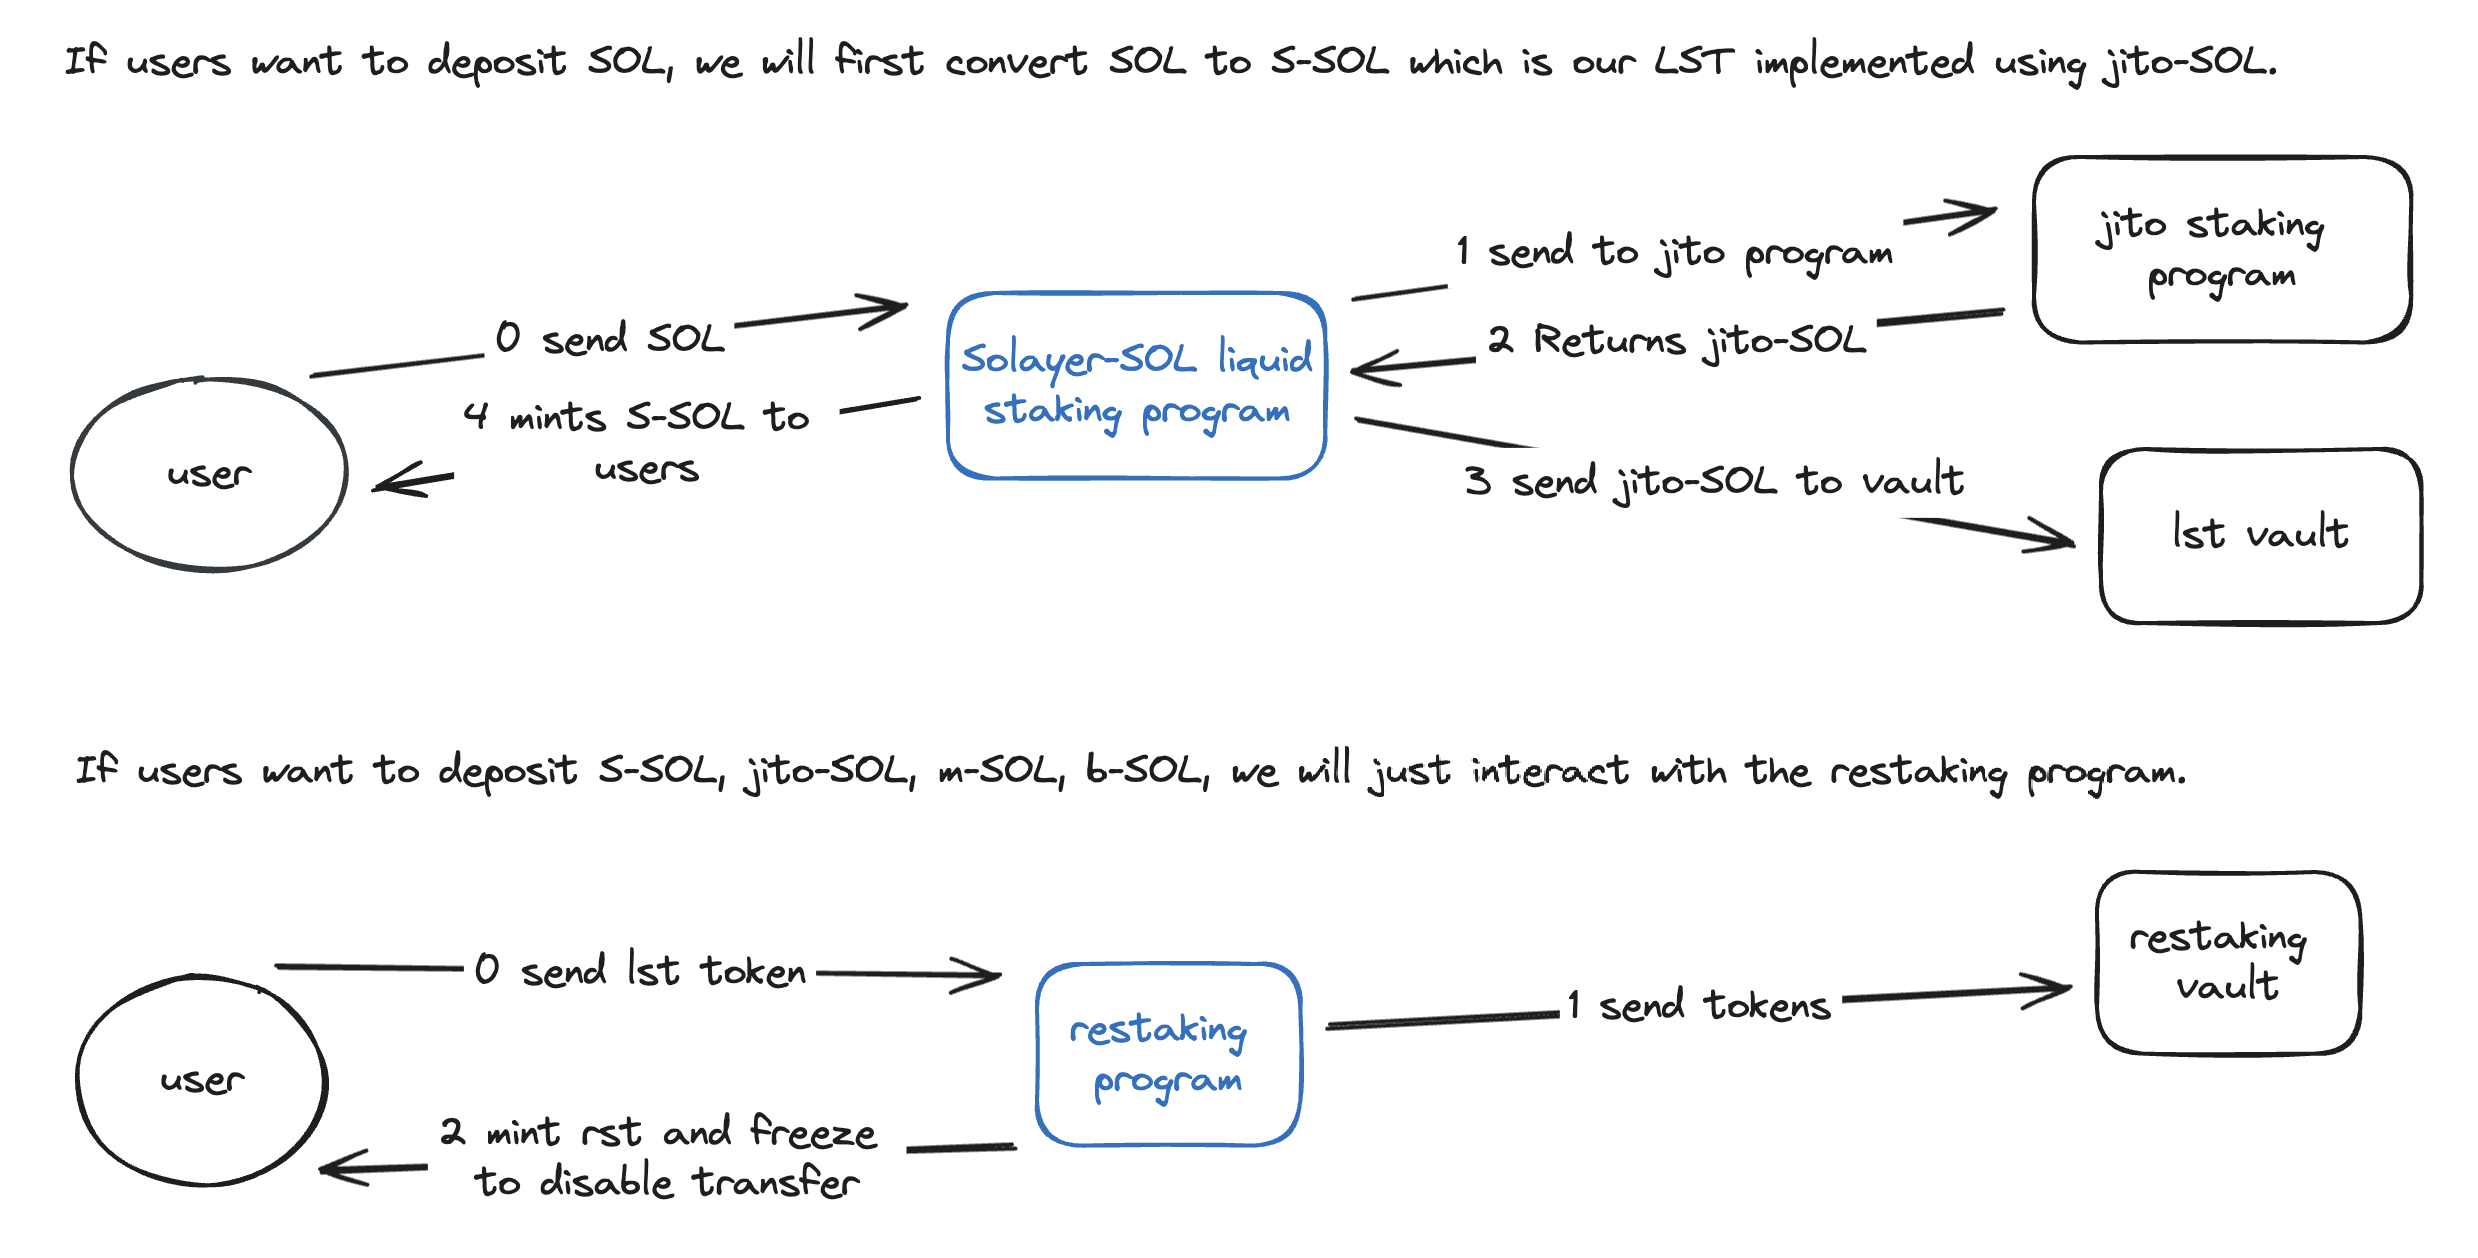 If users want to deposit SOL, we will first convert SOL to S-SOL which is our LST implemented using jito-SOL.
jito staking
program
1 send to jito program
0 send SOL
2 Returns jito-SOL
Solayer-SOL liquid
staking program
4 mints S-SOL to
users
user
3 send jito-SOL to vault
lst vault
If users want to deposit S-SOL, jito-SOL, m-SOL, b-SOL, we will just interact with the restaking program.
restaking
vault
0 send lst token
1 send tokens
restaking
program
user
2 mint rst and freeze
to disable transfer